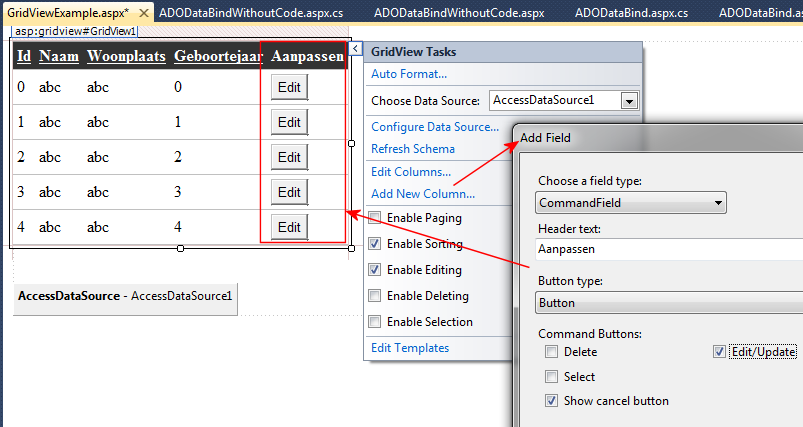 GridViewExample.aspx* ADODataBindWithoutCode.aspx.cs ADODataBindWithoutCode.aspx ADODataBind.aspx.cs ADODataBind.as
asp:gridview#GridView1
Id Naam Woonplaats Geboortejaar Aanpassen
0 abc abc 0 Edit
1 abc abc 1 Edit
2 abc abc 2 Edit
3 abc abc 3 Edit
4 abc abc 4 Edit
AccessDataSource - AccessDataSource1
GridView Tasks
Auto Format...
Choose Data Source: AccessDataSource1
Configure Data Source...
Refresh Schema
Edit Columns...
Add New Column...
Enable Paging
Enable Sorting
Enable Editing
Enable Deleting
Enable Selection
Edit Templates
Add Field
Choose a field type:
CommandField
Header text:
Aanpassen
Button type:
Button
Command Buttons:
Delete Edit/Update
Select
Show cancel button